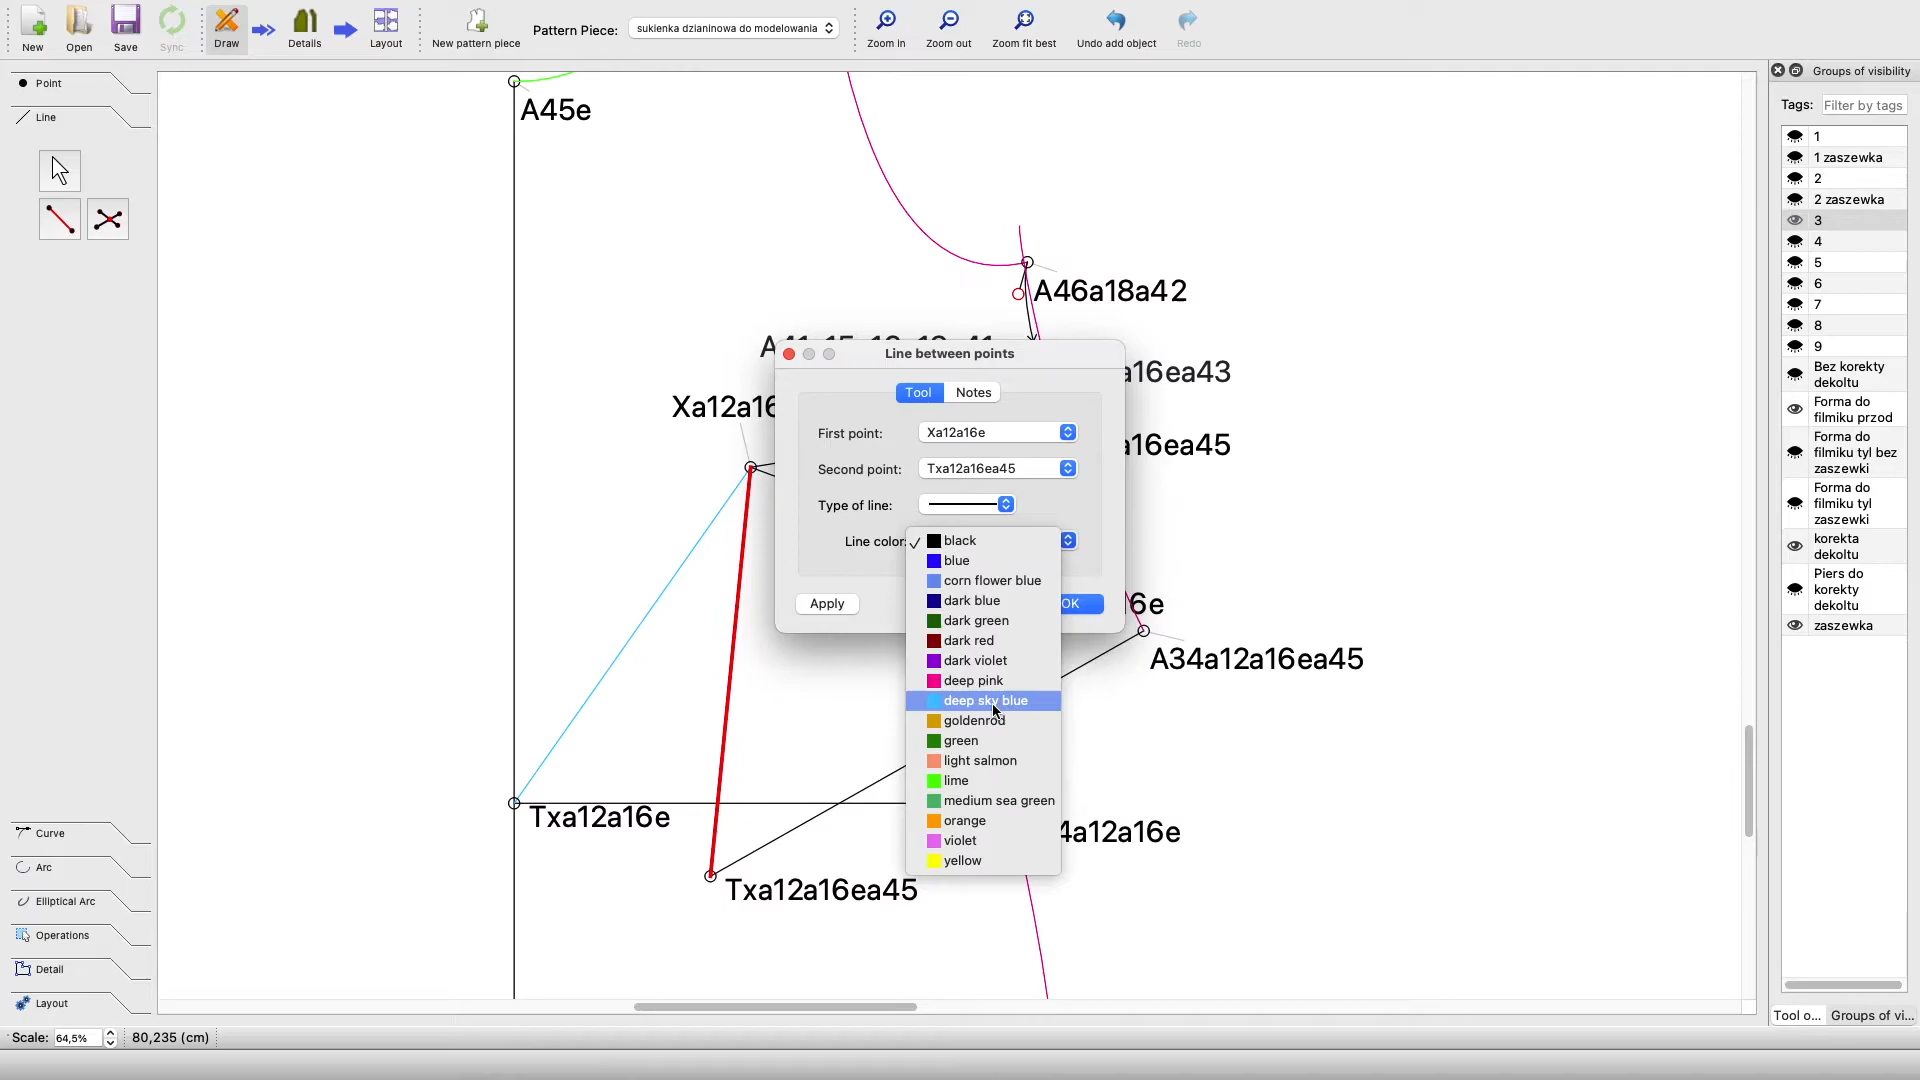 New
Open
Save
Sync
Draw
Details
Layout
New pattern piece
Pattern Piece:
sukienka dzianinowa do modelowania
Zoom in
Zoom out
Zoom fit best
Undo add object
Redo
Point
Line
Curve
Arc
Elliptical Arc
Operations
Detail
Layout
A45e
A46a18a42
a16ea43
Xa12a16
a16ea45
6e
A34a12a16ea45
Txa12a16e
4a12a16e
Txa12a16ea45
Line between points
Tool
Notes
First point:
Xa12a16e
Second point:
Txa12a16ea45
Type of line:
Line color:
black
blue
corn flower blue
dark blue
dark green
dark red
dark violet
deep pink
deep sky blue
goldenrod
green
light salmon
lime
medium sea green
orange
violet
yellow
Apply
OK
Groups of visibility
Tags:
Filter by tags
1
1 zaszewka
2
2 zaszewka
3
4
5
6
7
8
9
Bez korekty
dekoltu
Forma do
filmiku przod
Forma do
filmiku tyl bez
zaszewki
Forma do
filmiku tyl
zaszewki
korekta
dekoltu
Piers do
korekty
dekoltu
zaszewka
Tool o...
Groups of vi...
Scale:
64,5%
80,235 (cm)